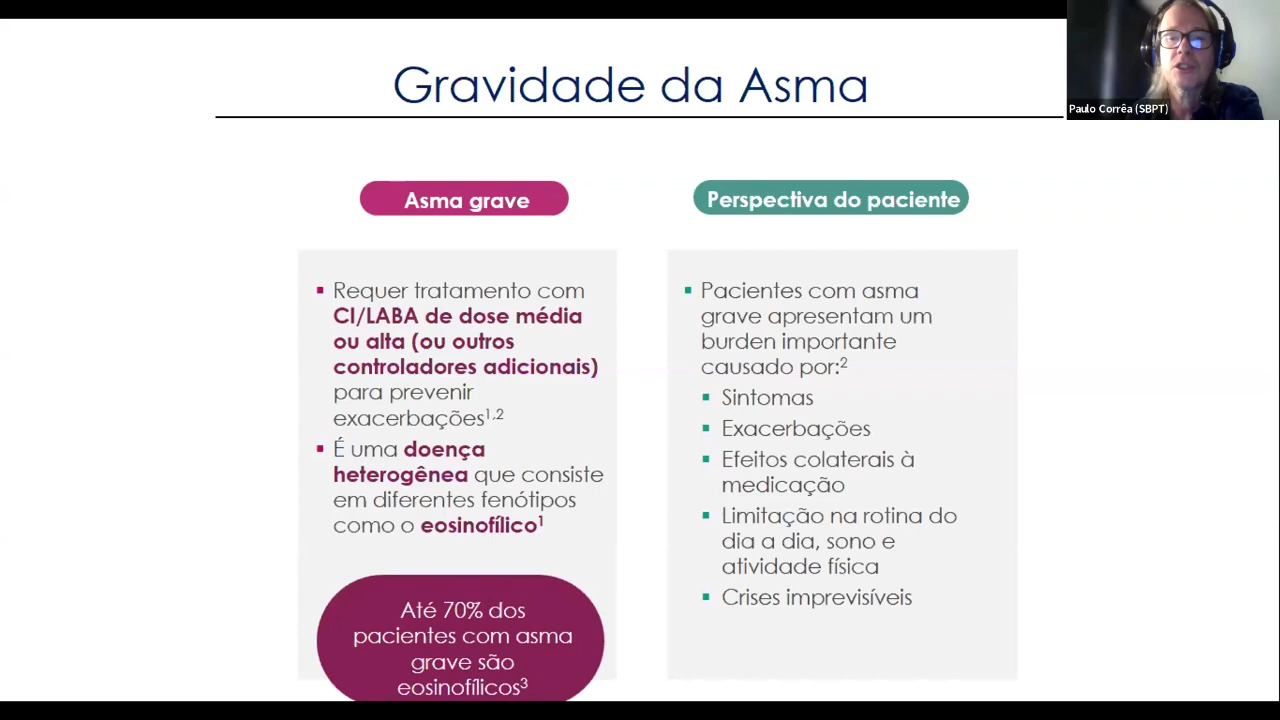 Gravidade da Asma
Paulo Corrêa (SBPT)
Asma grave
Requer tratamento com
CI/LABA de dose média
ou alta (ou outros
controladores adicionais)
para prevenir
exacerbações1,2
É uma doença
heterogênea que consiste
em diferentes fenótipos
como o eosinofílico1
Até 70% dos
pacientes com asma
grave são
eosinofílicos3
Perspectiva do paciente
Pacientes com asma
grave apresentam um
burden importante
causado por:2
Sintomas
Exacerbações
Efeitos colaterais à
medicação
Limitação na rotina do
dia a dia, sono e
atividade física
Crises imprevisíveis